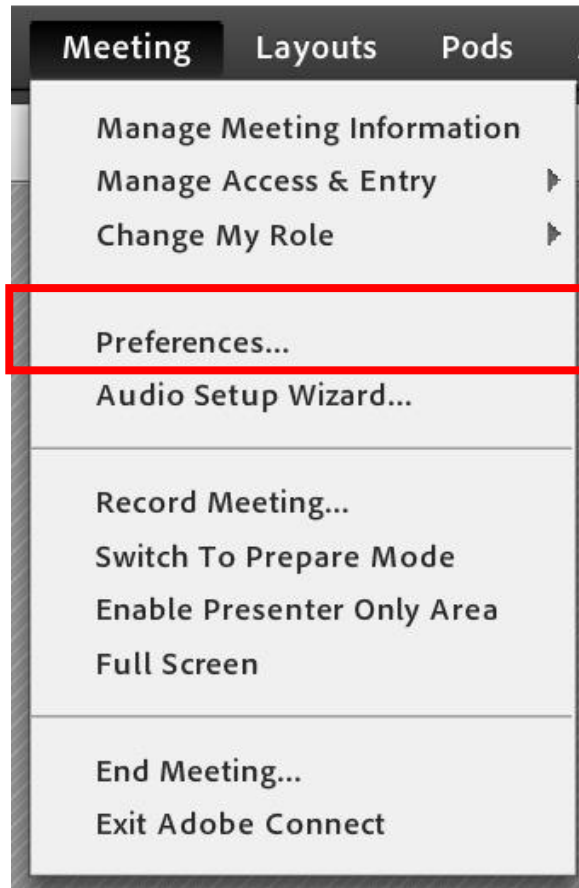 Meeting Layouts Pods
Manage Meeting Information
Manage Access & Entry
Change My Role
Preferences...
Audio Setup Wizard...
Record Meeting...
Switch To Prepare Mode
Enable Presenter Only Area
Full Screen
End Meeting...
Exit Adobe Connect